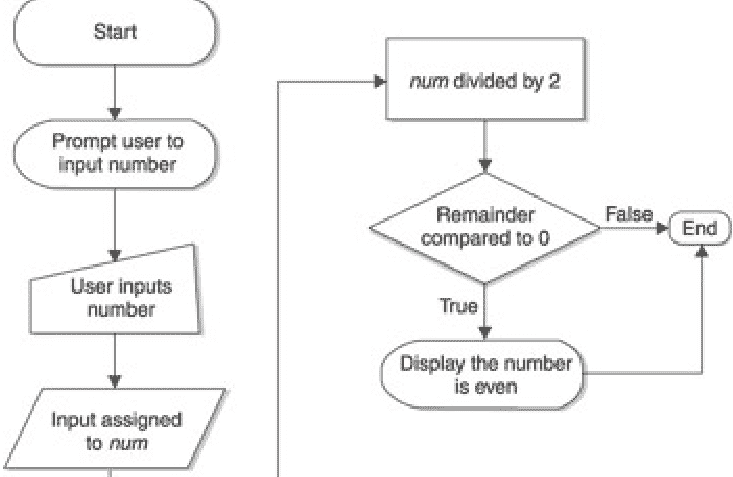 Start
Prompt user to
input number
User inputs
number
Input assigned
to num
num divided by 2
Remainder
compared to 0
False
End
True
Display the number
is even